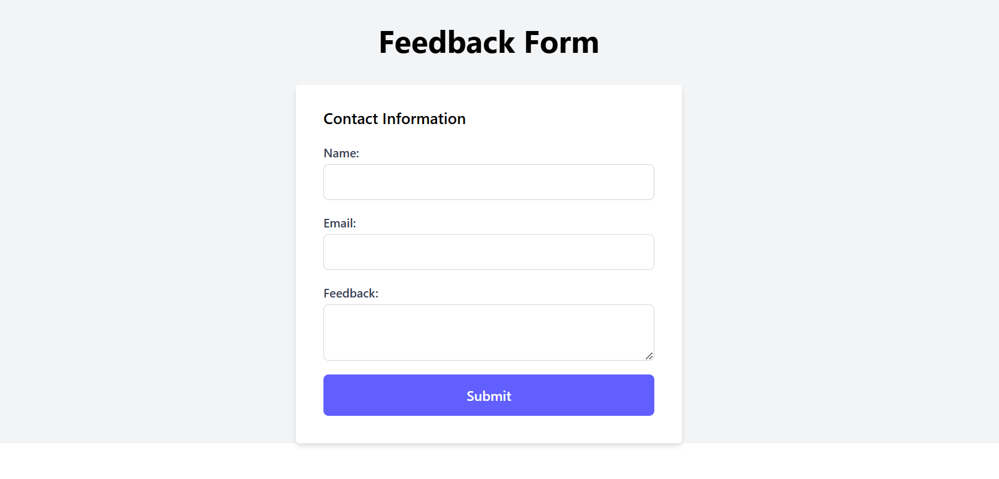 Feedback Form
Contact Information
Name:
Email:
Feedback:
Submit